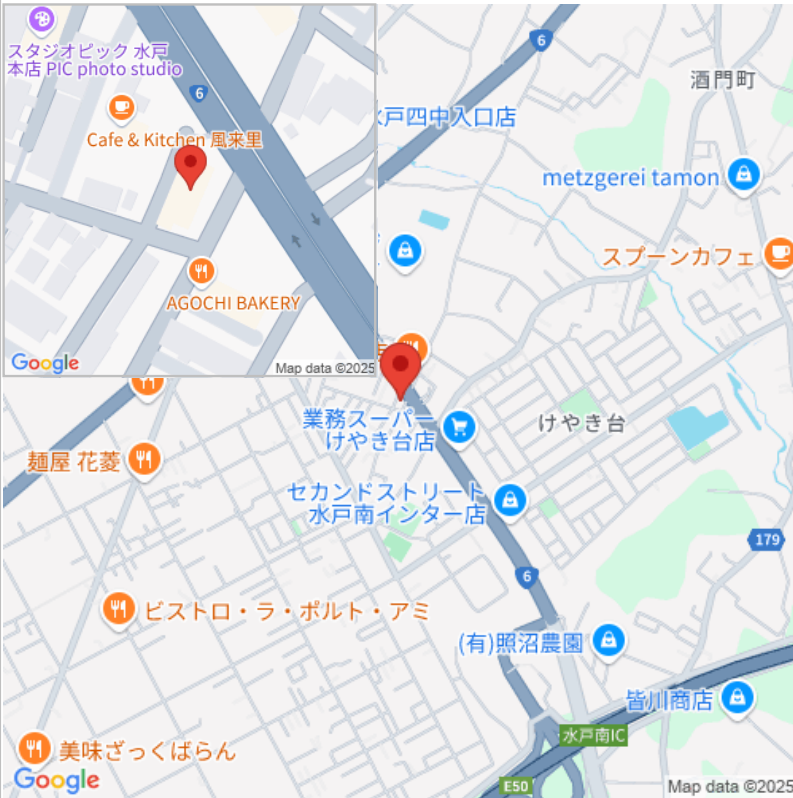 スタジオピック 水戸
本店 PIC photo studio
6
Cafe & Kitchen 風来里
AGOCHI BAKERY
Google
Map data ©2025
6
酒門町
水戸四中入口店
metzgerei tamon
スプーンカフェ
業務スーパー
けやき台店
けやき台
麺屋 花菱
セカンドストリート
水戸南インター店
179
6
ビストロ・ラ・ポルト・アミ
(有)照沼農園
皆川商店
水戸南IC
美味ざっくばらん
Google
E50
Map data ©2025